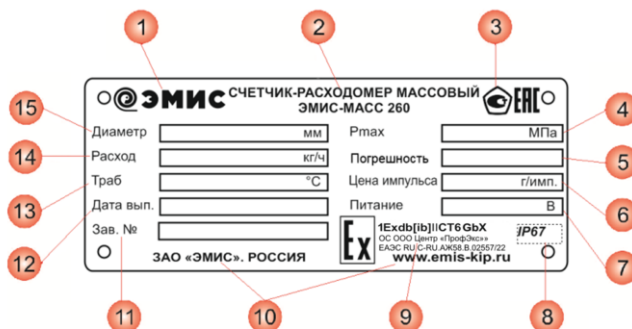 1
2
3
ЭМИС
СЧЕТЧИК-РАСХОДОМЕР МАССОВЫЙ
ЭМИС-МАСС 260
EAC
15
Диаметр
мм
Pmax
МПа
4
14
Расход
кг/ч
Погрешность
5
13
Траб
°C
Цена импульса
г/имп.
6
12
Дата вып.
Питание
В
7
Зав. №
Ex
1Exdb[ib]IICT6 GbX
ОС ООО Центр «ПрофЭкс»»
ЕАЭС RU C-RU.АЖ58.В.02557/22
IP67
ЗАО «ЭМИС». РОССИЯ
www.emis-kip.ru
11
10
9
8